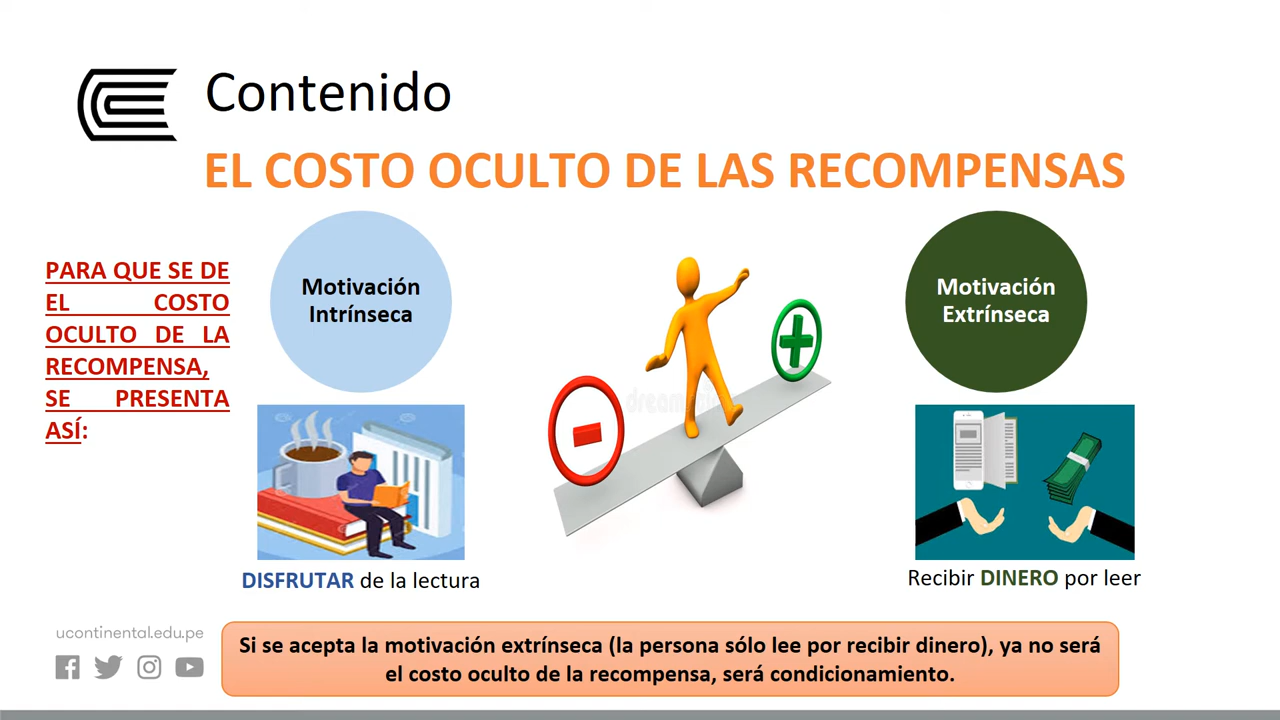 Contenido
EL COSTO OCULTO DE LAS RECOMPENSAS
PARA QUE SE DE
EL COSTO
OCULTO DE LA
RECOMPENSA,
SE PRESENTA
ASÍ:
Motivación
Intrínseca
Motivación
Extrínseca
DISFRUTAR de la lectura
Recibir DINERO por leer
ucontinental.edu.pe
Si se acepta la motivación extrínseca (la persona sólo lee por recibir dinero), ya no será
el costo oculto de la recompensa, será condicionamiento.